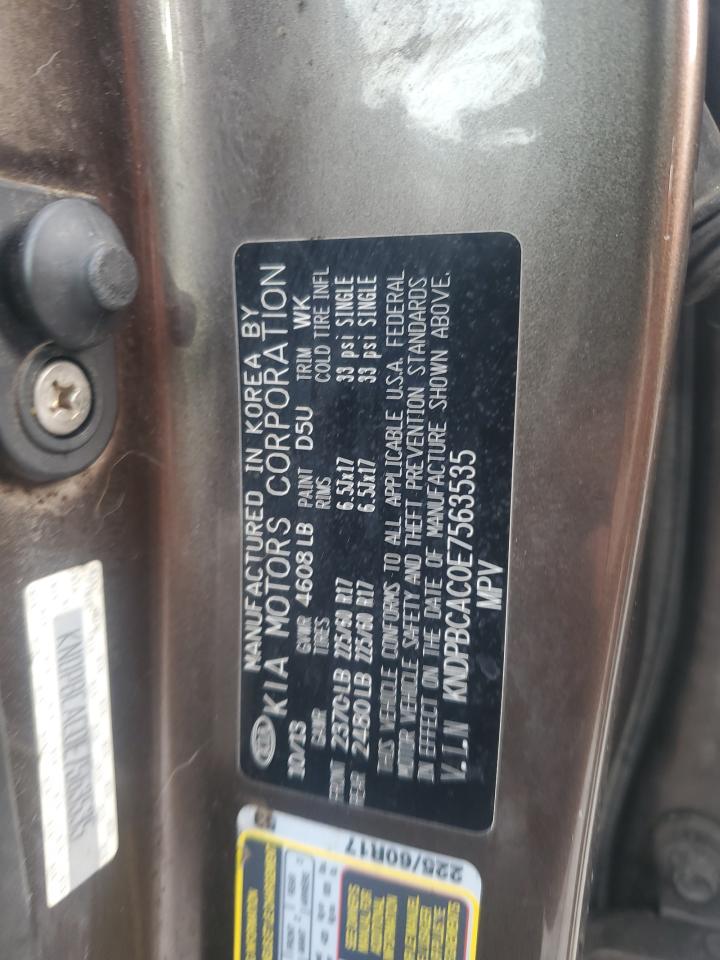 KIA
MANUFACTURED IN KOREA BY
KIA MOTORS CORPORATION
10/13 GVWR 4608 LB PAINT D5U TRIM WK
GAWR TIRES RIMS COLD TIRE INFL
FRONT 2370 LB 225/60 R17 6.5Jx17 33 psi SINGLE
REAR 2480 LB 225/60 R17 6.5Jx17 33 psi SINGLE
THIS VEHICLE CONFORMS TO ALL APPLICABLE U.S.A. FEDERAL
MOTOR VEHICLE SAFETY AND THEFT PREVENTION STANDARDS
IN EFFECT ON THE DATE OF MANUFACTURE SHOWN ABOVE.
V.I.N KNDPBCAC0E7563535
MPV
225/60R17